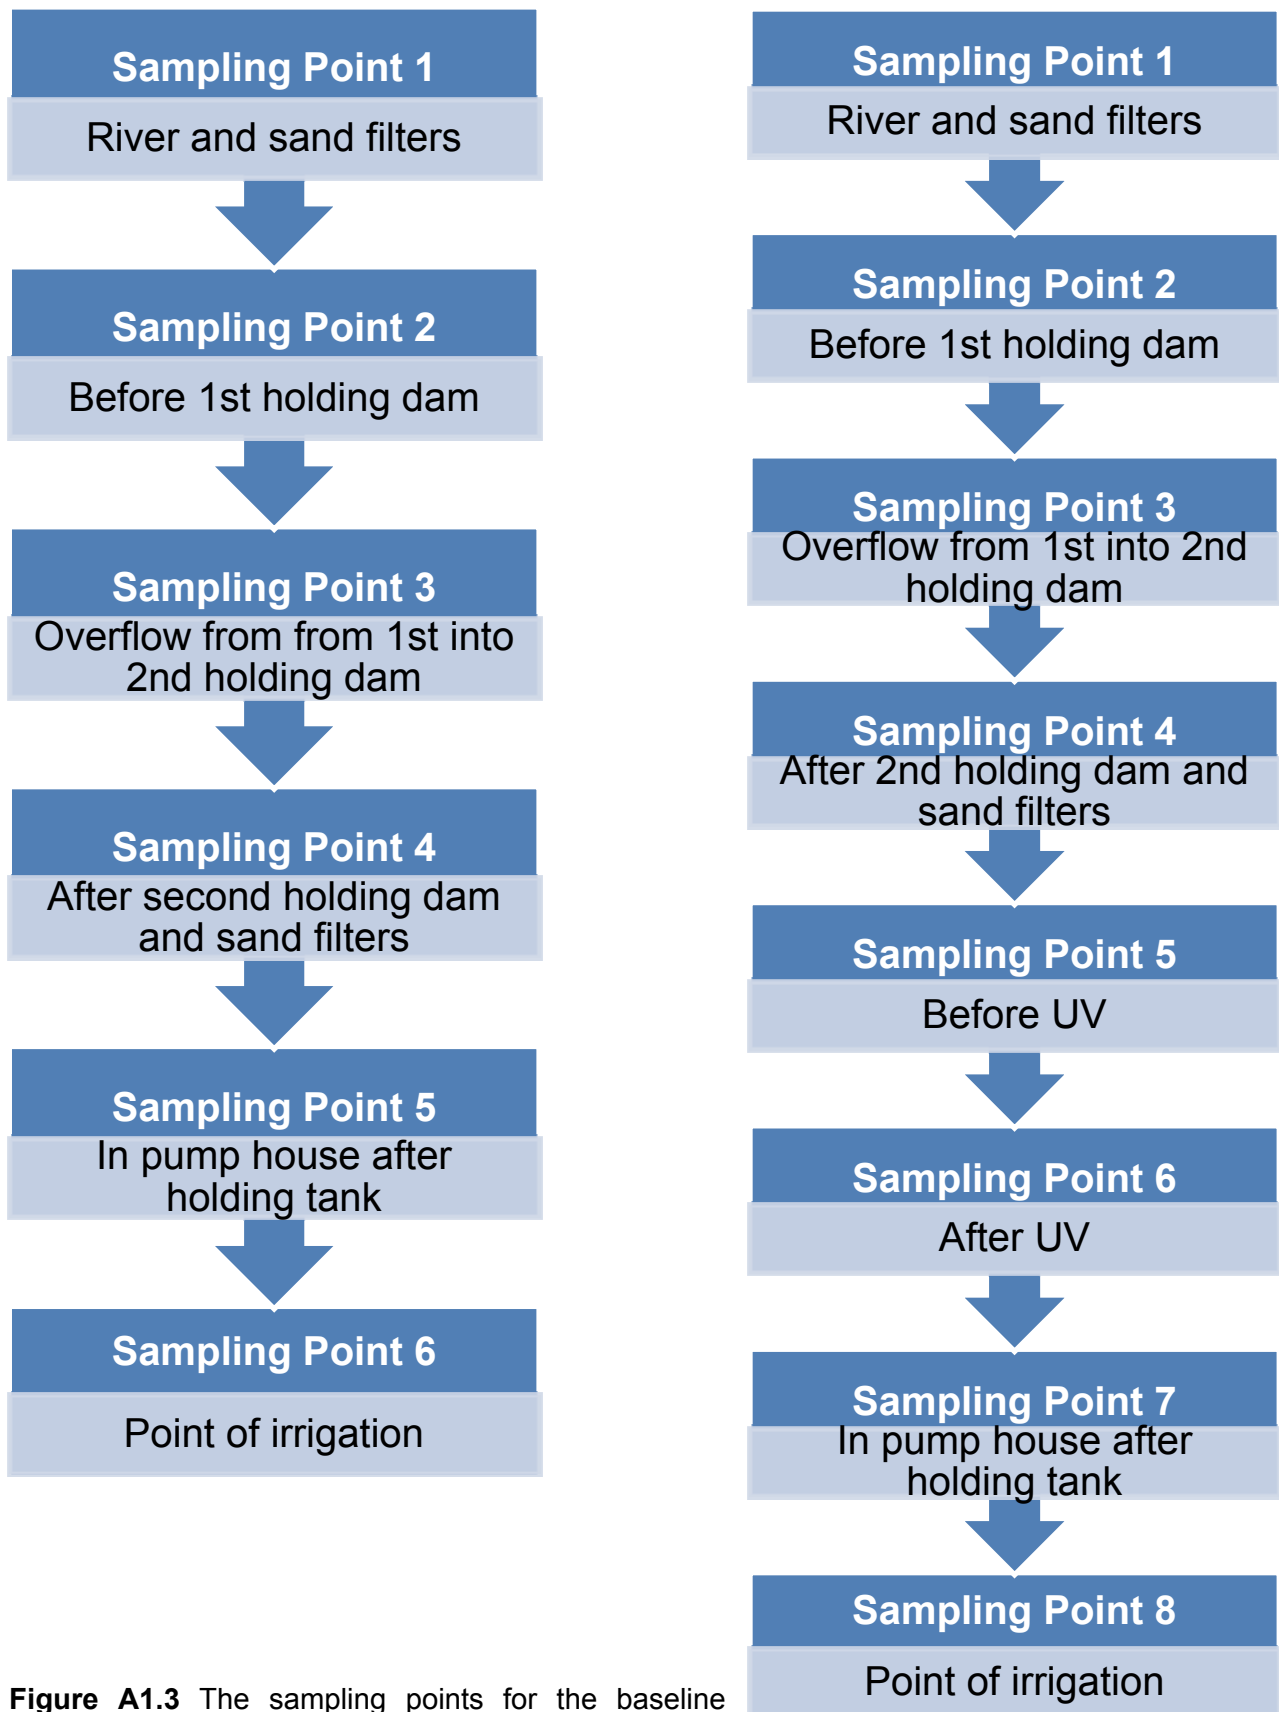 Sampling Point 1
River and sand filters
Sampling Point 2
Before 1st holding dam
Sampling Point 3
Overflow from from 1st into
2nd holding dam
Sampling Point 4
After second holding dam
and sand filters
Sampling Point 5
In pump house after
holding tank
Sampling Point 6
Point of irrigation
Figure A1.3 The sampling points for the baseline
Sampling Point 1
River and sand filters
Sampling Point 2
Before 1st holding dam
Sampling Point 3
Overflow from 1st into 2nd
holding dam
Sampling Point 4
After 2nd holding dam and
sand filters
Sampling Point 5
Before UV
Sampling Point 6
After UV
Sampling Point 7
In pump house after
holding tank
Sampling Point 8
Point of irrigation